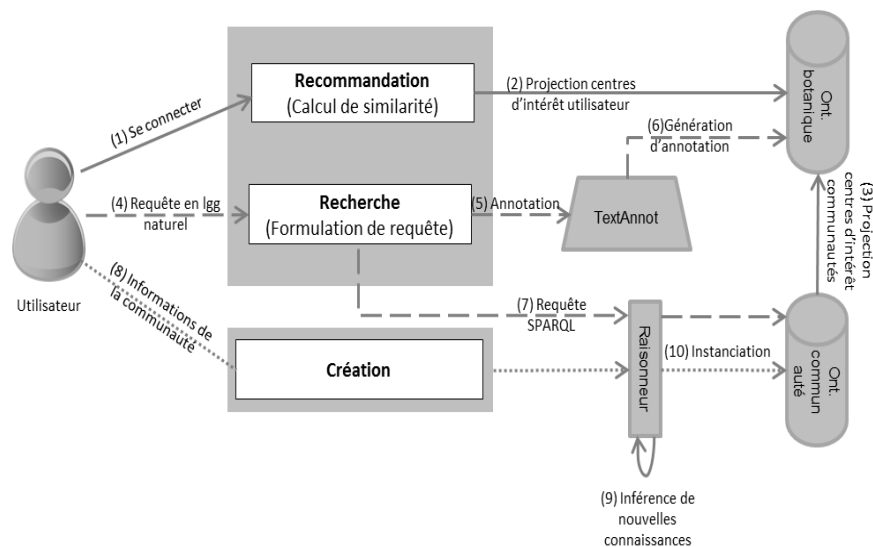 Recommandation
(Calcul de similarité)
(1) Se connecter
(2) Projection centres
d'intérêt utilisateur
Ont.
botanique
(6)Génération
d'annotation
(4) Requête en lgg
naturel
Recherche
(Formulation de requête)
(5) Annotation
TextAnnot
(3) Projection
centres d'intérêt
communautés
Utilisateur
(8) Informations de
la communauté
(7) Requête
SPARQL
Création
Raisonneur
(10) Instanciation
Ont.
commun
auté
(9) Inférence de
nouvelles
connaissances